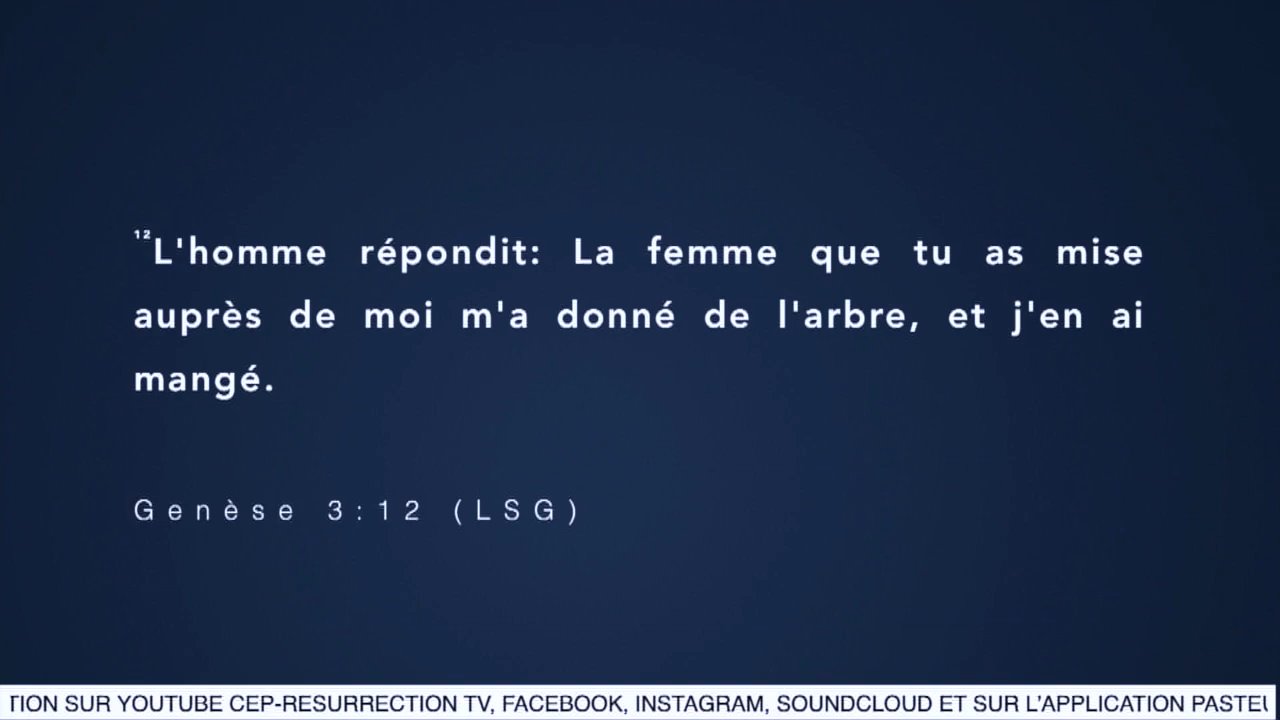 ¹²L'homme répondit: La femme que tu as mise
auprès de moi m'a donné de l'arbre, et j'en ai
mangé.
Genèse 3:12 (LSG)
TION SUR YOUTUBE CEP-RESURRECTION TV, FACEBOOK, INSTAGRAM, SOUNDCLOUD ET SUR L'APPLICATION